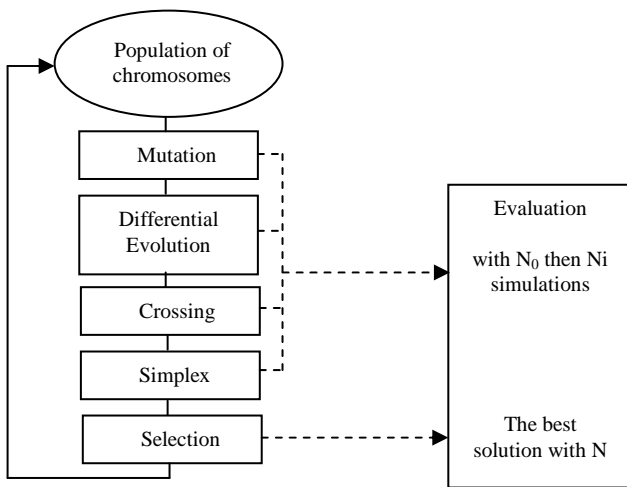 Population of
chromosomes
Mutation
Differential
Evolution
Crossing
Simplex
Selection
Evaluation
with N₀ then Ni
simulations
The best
solution with N